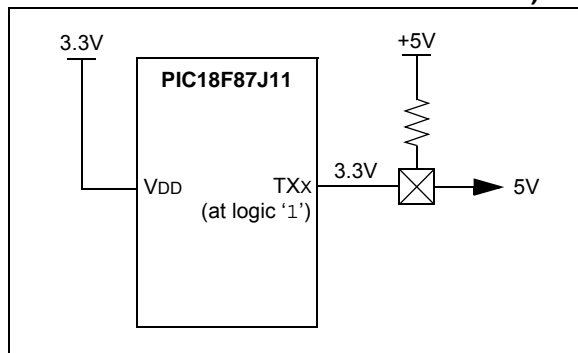 3.3V
+5V
PIC18F87J11
VDD
TXX
3.3V
5V
(at logic ‘1’)